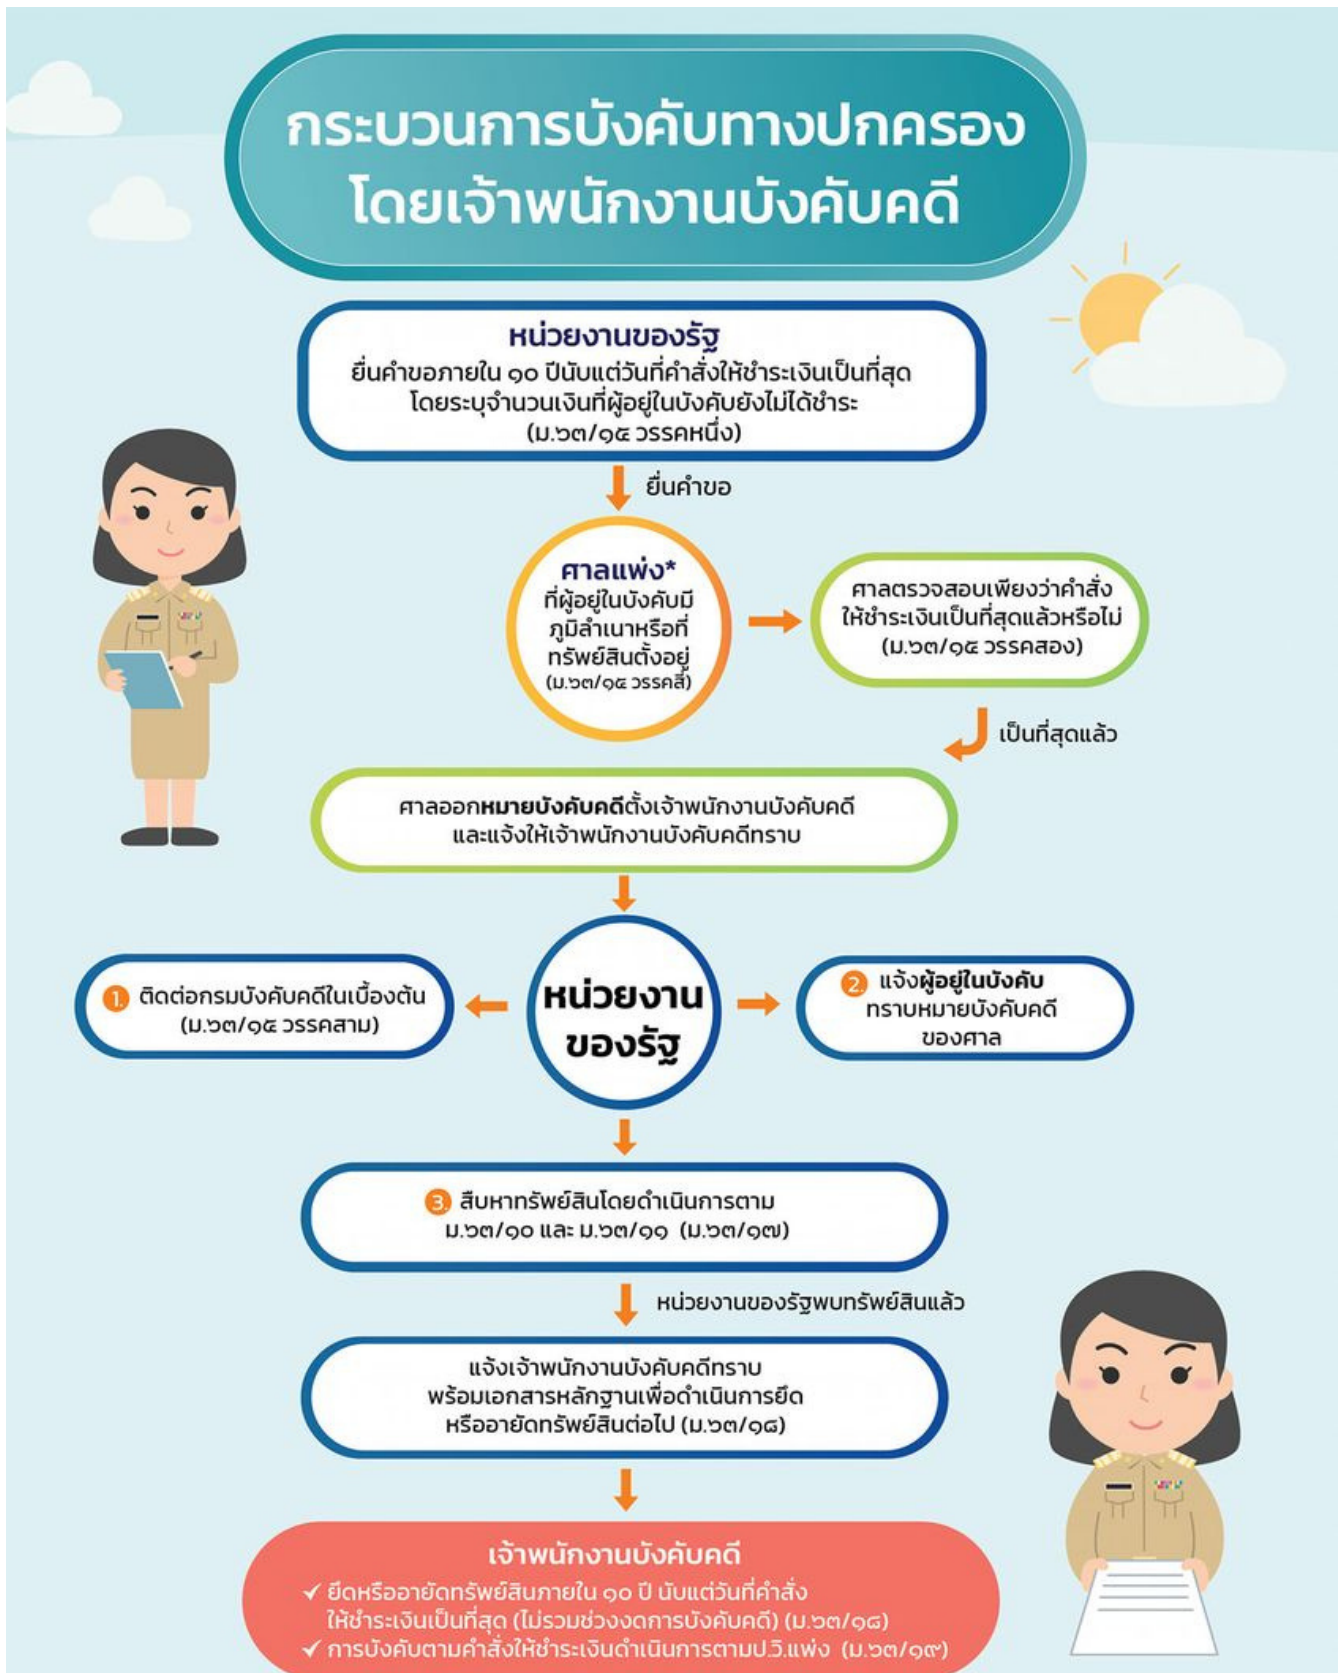 กระบวนการบังคับทางปกครอง
โดยเจ้าพนักงานบังคับคดี
หน่วยงานของรัฐ
ยื่นคำขอภายใน ๑๐ ปีนับแต่วันที่คำสั่งให้ชำระเงินเป็นที่สุด
โดยระบุจำนวนเงินที่ผู้อยู่ในบังคับยังไม่ได้ชำระ
(ม.๖๓/๑๕ วรรคหนึ่ง)
ยื่นคำขอ
ศาลแพ่ง*
ที่ผู้อยู่ในบังคับมี
ภูมิลำเนาหรือที่
ทรัพย์สินตั้งอยู่
(ม.๖๓/๑๕ วรรคสี่)
ศาลตรวจสอบเพียงว่าคำสั่ง
ให้ชำระเงินเป็นที่สุดแล้วหรือไม่
(ม.๖๓/๑๕ วรรคสอง)
เป็นที่สุดแล้ว
ศาลออกหมายบังคับคดีตั้งเจ้าพนักงานบังคับคดี
และแจ้งให้เจ้าพนักงานบังคับคดีทราบ
หน่วยงาน
ของรัฐ
1. ติดต่อกรมบังคับคดีในเบื้องต้น
(ม.๖๓/๑๕ วรรคสาม)
2. แจ้งผู้อยู่ในบังคับ
ทราบหมายบังคับคดี
ของศาล
3. สืบหาทรัพย์สินโดยดำเนินการตาม
ม.๖๓/๑๐ และ ม.๖๓/๑๑ (ม.๖๓/๑๗)
หน่วยงานของรัฐพบทรัพย์สินแล้ว
แจ้งเจ้าพนักงานบังคับคดีทราบ
พร้อมเอกสารหลักฐานเพื่อดำเนินการยึด
หรืออายัดทรัพย์สินต่อไป (ม.๖๓/๑๘)
เจ้าพนักงานบังคับคดี
✓ ยึดหรืออายัดทรัพย์สินภายใน ๑๐ ปี นับแต่วันที่คำสั่ง
ให้ชำระเงินเป็นที่สุด (ไม่รวมช่วงงดการบังคับคดี) (ม.๖๓/๑๘)
✓ การบังคับตามคำสั่งให้ชำระเงินดำเนินการตามป.วิ.แพ่ง (ม.๖๓/๑๙)